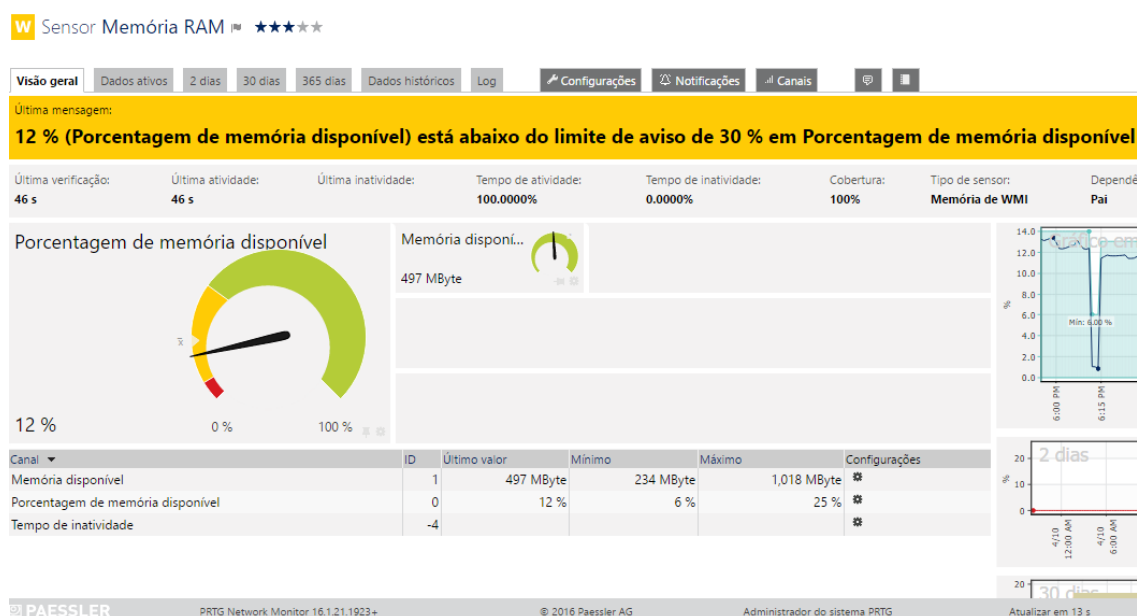 W Sensor Memória RAM
Visão geral Dados ativos 2 dias 30 dias 365 dias Dados históricos Log Configurações Notificações Canais
Última mensagem:
12 % (Porcentagem de memória disponível) está abaixo do limite de aviso de 30 % em Porcentagem de memória disponível
Última verificação: Última atividade: Última inatividade: Tempo de atividade: Tempo de inatividade: Cobertura: Tipo de sensor:
46 s 46 s 100.0000% 0.0000% 100% Memória de WMI Pai
Porcentagem de memória disponível
12 %
0 %
100 %
Memória disponí...
497 MByte
Gráfico em
14.0
12.0
10.0
8.0
6.0
4.0
2.0
0.0
%
Mín: 6.00 %
6:00 PM
6:15 PM
Canal ID Último valor Mínimo Máximo Configurações
Memória disponível 1 497 MByte 234 MByte 1,018 MByte
Porcentagem de memória disponível 0 12 % 6 % 25 %
Tempo de inatividade -4
2 dias
20
10
0
%
4/10 12:00 AM
4/10 6:00 AM
30 dias
20
PAESSLER PRTG Network Monitor 16.1.21.1923+ © 2016 Paessler AG Administrador do sistema PRTG Atualizar em 13 s